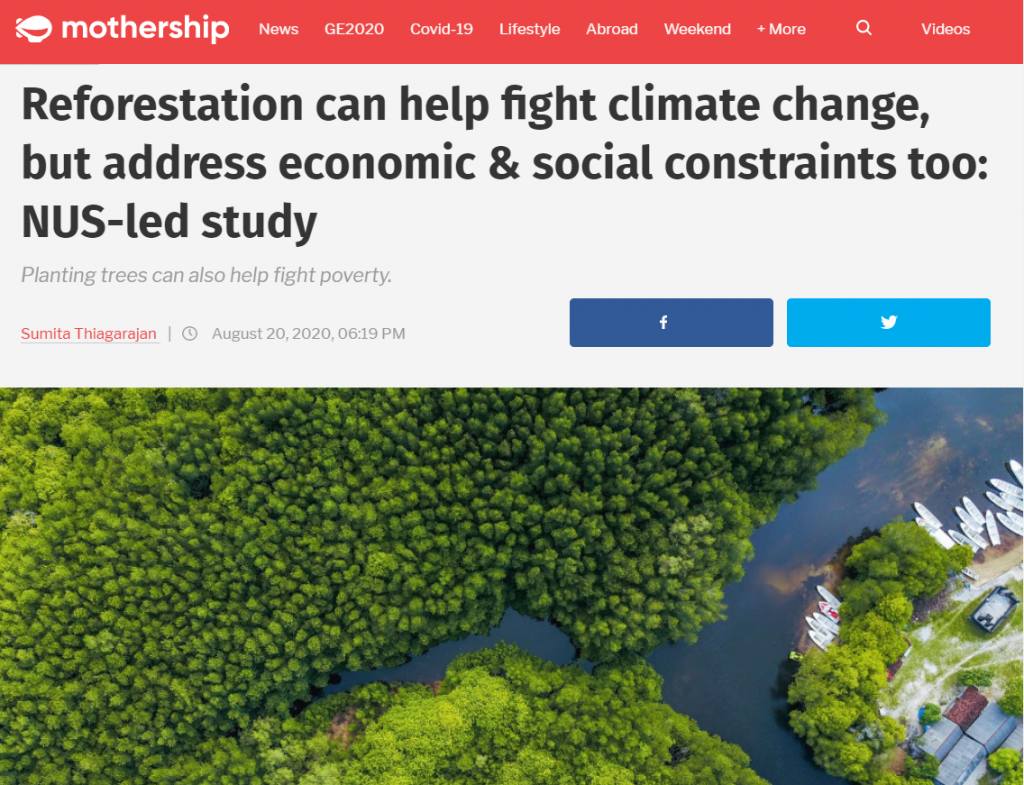 mothership News GE2020 Covid-19 Lifestyle Abroad Weekend + More Videos
Reforestation can help fight climate change,
but address economic & social constraints too:
NUS-led study
Planting trees can also help fight poverty.
Sumita Thiagarajan | August 20, 2020, 06:19 PM